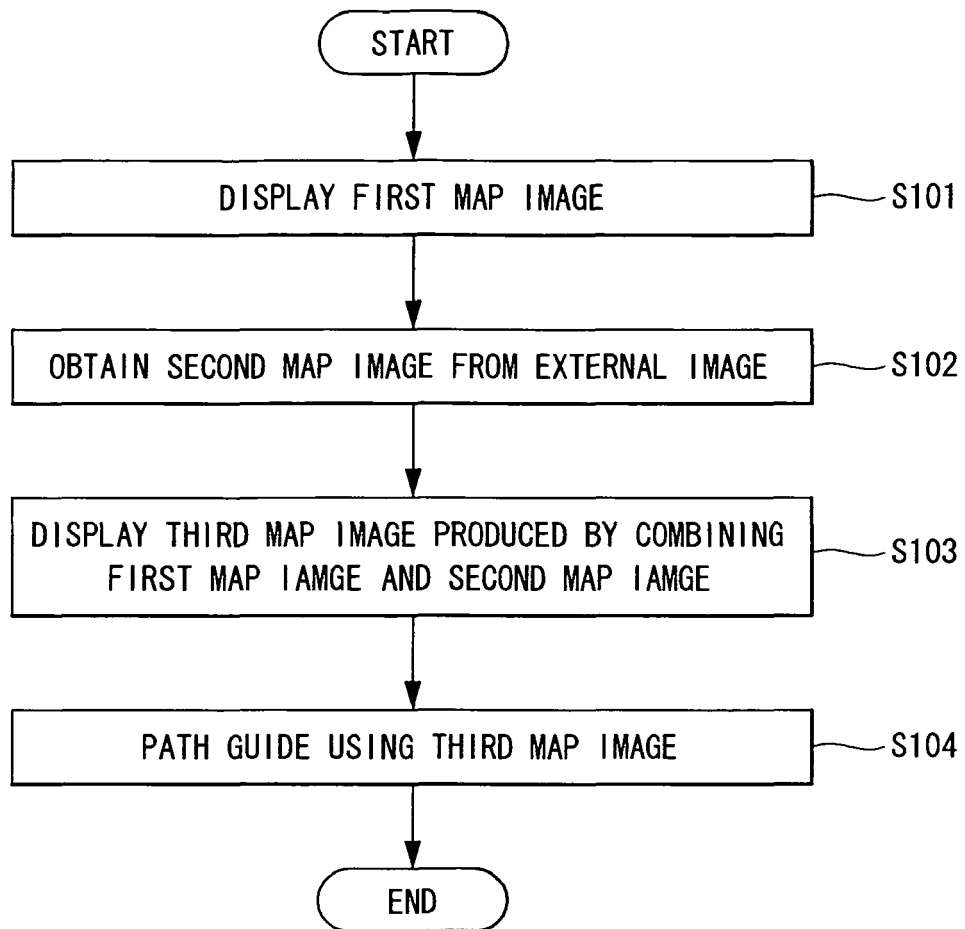 START
DISPLAY FIRST MAP IMAGE
S101
OBTAIN SECOND MAP IMAGE FROM EXTERNAL IMAGE
S102
DISPLAY THIRD MAP IMAGE PRODUCED BY COMBINING
FIRST MAP IAMGE AND SECOND MAP IAMGE
S103
PATH GUIDE USING THIRD MAP IMAGE
S104
END